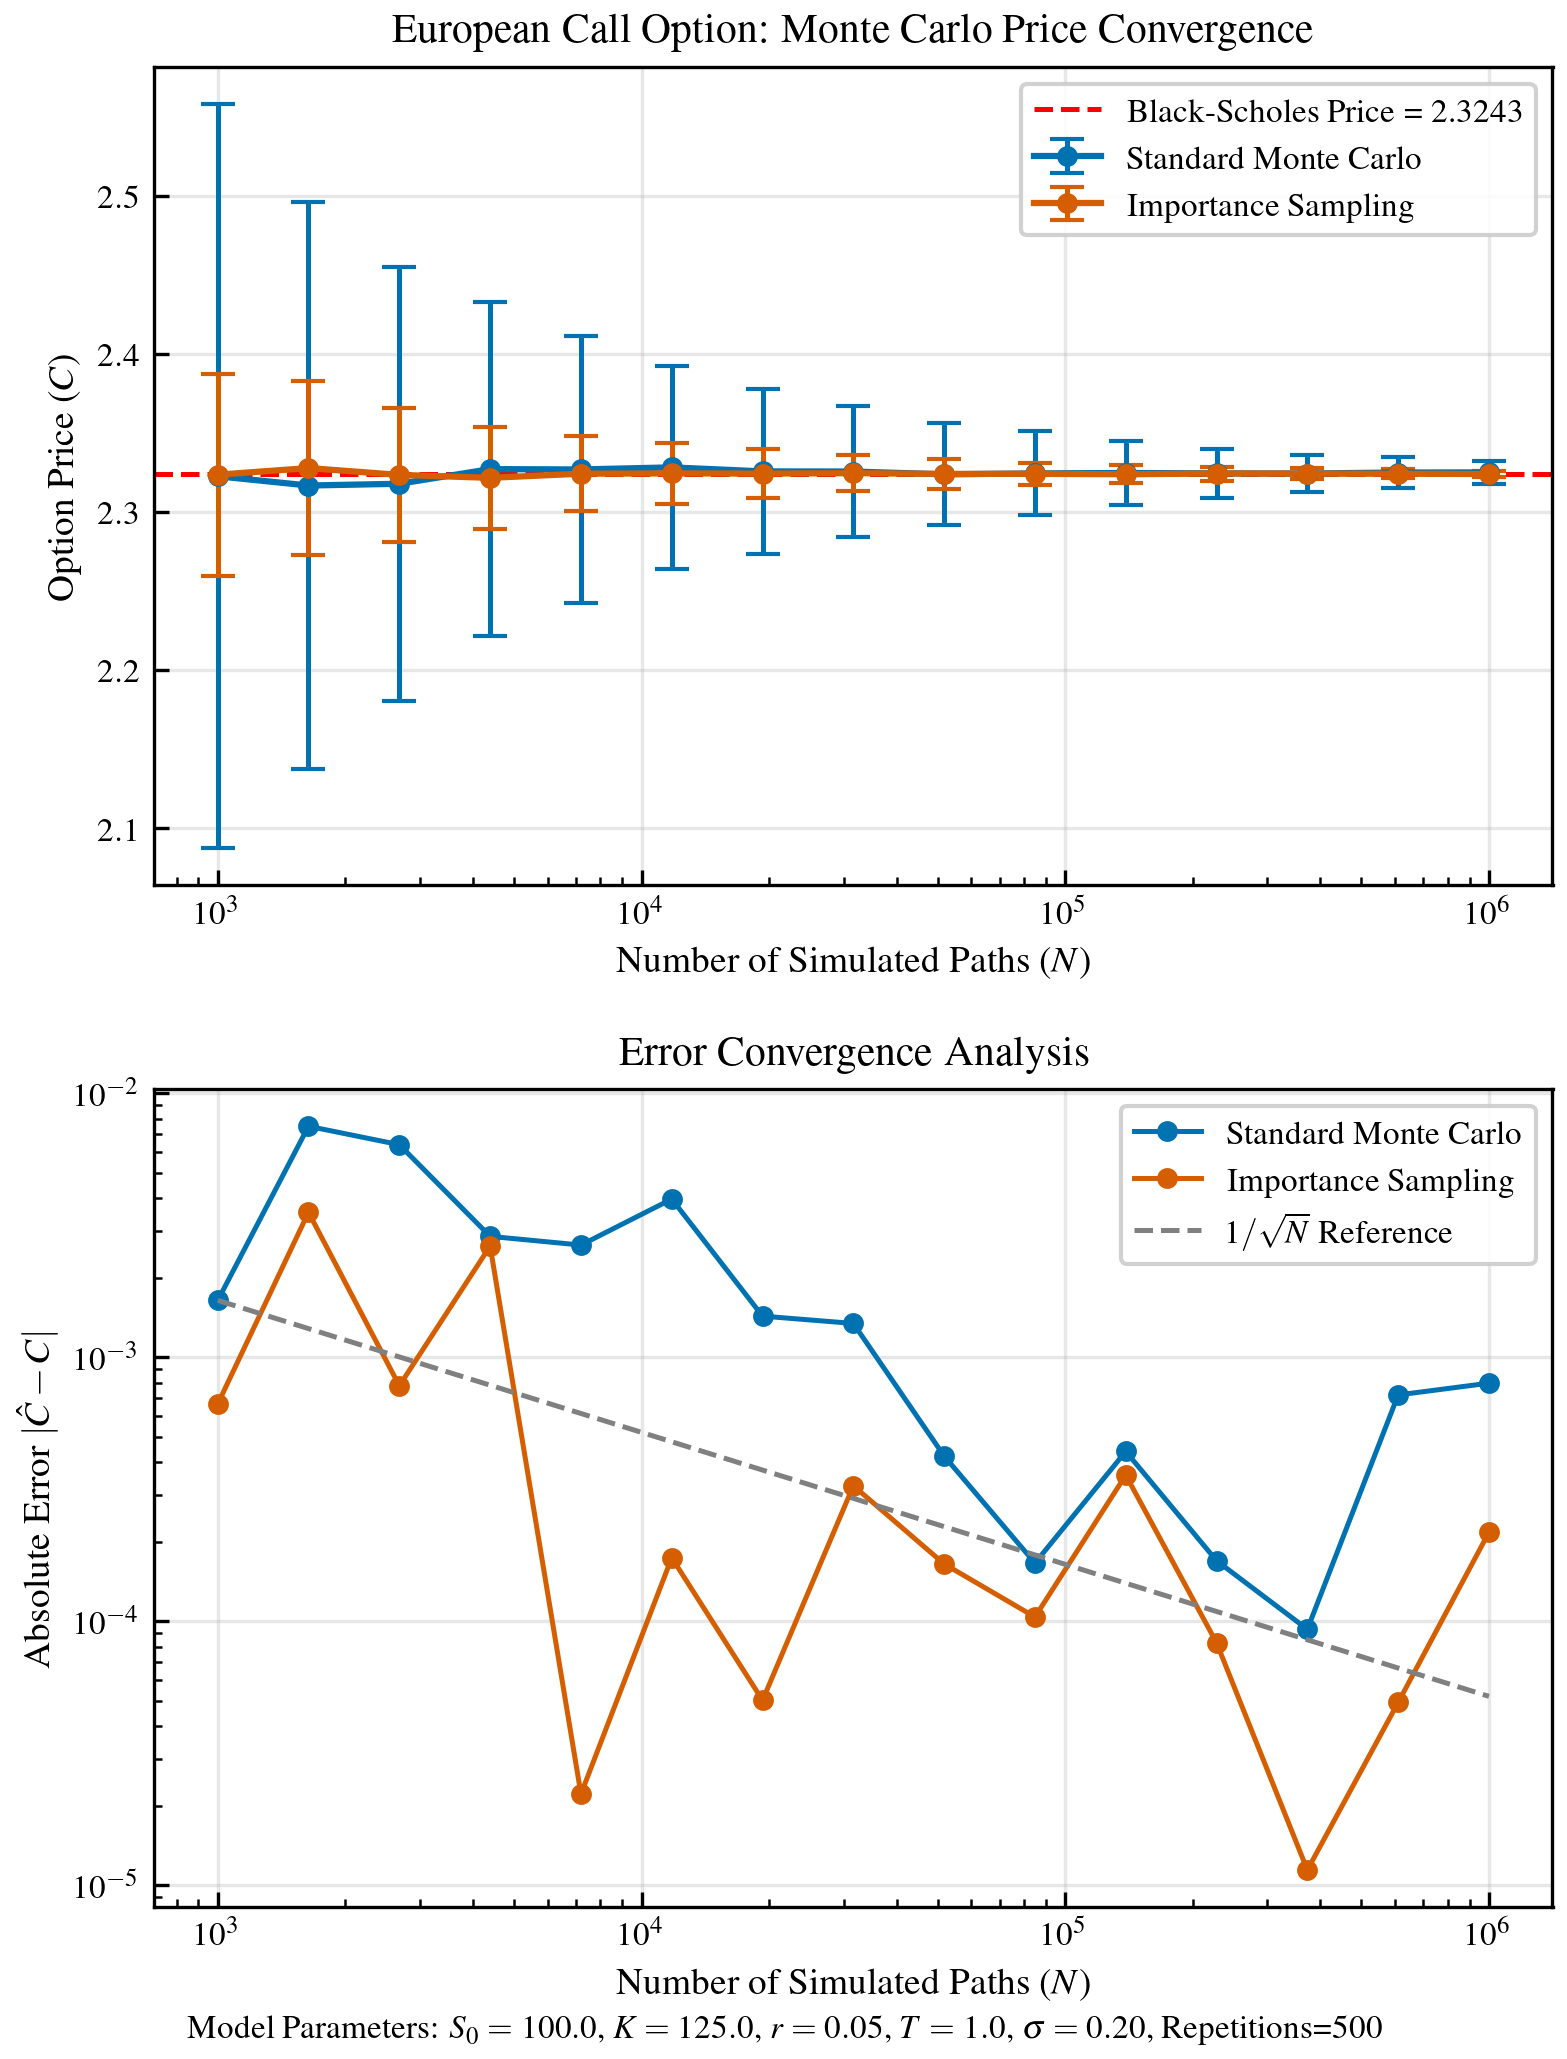 European Call Option: Monte Carlo Price Convergence
Black-Scholes Price = 2.3243
Standard Monte Carlo
Importance Sampling
Option Price (C)
2.5
2.4
2.3
2.2
2.1
10³
10⁴
10⁵
10⁶
Number of Simulated Paths (N)
Error Convergence Analysis
Standard Monte Carlo
Importance Sampling
1/√N Reference
Absolute Error |Ĉ − C|
10⁻²
10⁻³
10⁻⁴
10⁻⁵
10³
10⁴
10⁵
10⁶
Number of Simulated Paths (N)
Model Parameters: S₀ = 100.0, K = 125.0, r = 0.05, T = 1.0, σ = 0.20, Repetitions=500